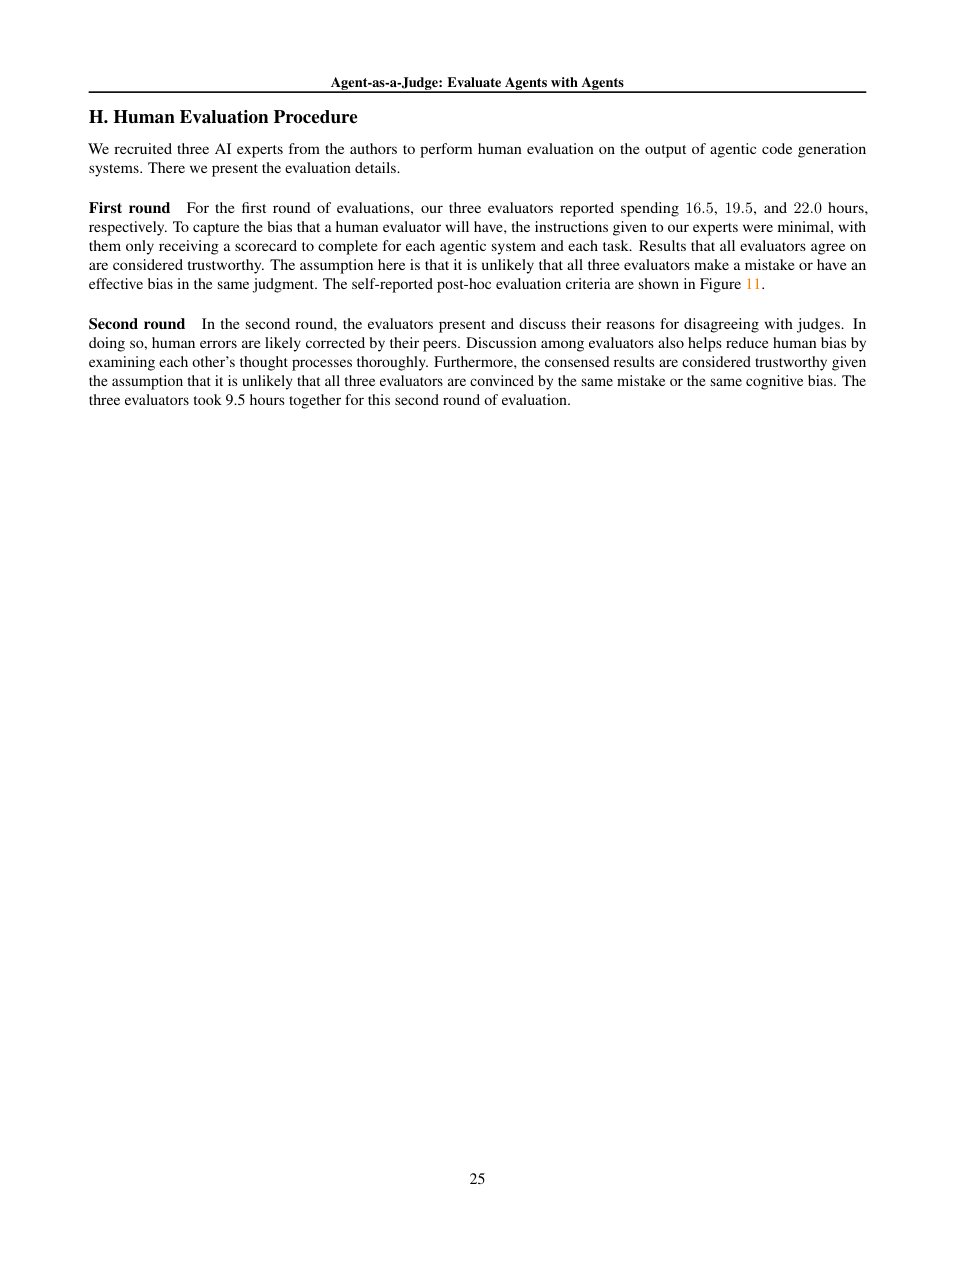 Agent-as-a-Judge: Evaluate Agents with Agents
H. Human Evaluation Procedure
We recruited three AI experts from the authors to perform human evaluation on the output of agentic code generation
systems. There we present the evaluation details.
First round For the first round of evaluations, our three evaluators reported spending 16.5, 19.5, and 22.0 hours,
respectively. To capture the bias that a human evaluator will have, the instructions given to our experts were minimal, with
them only receiving a scorecard to complete for each agentic system and each task. Results that all evaluators agree on
are considered trustworthy. The assumption here is that it is unlikely that all three evaluators make a mistake or have an
effective bias in the same judgment. The self-reported post-hoc evaluation criteria are shown in Figure 11.
Second round In the second round, the evaluators present and discuss their reasons for disagreeing with judges. In
doing so, human errors are likely corrected by their peers. Discussion among evaluators also helps reduce human bias by
examining each other's thought processes thoroughly. Furthermore, the consensed results are considered trustworthy given
the assumption that it is unlikely that all three evaluators are convinced by the same mistake or the same cognitive bias. The
three evaluators took 9.5 hours together for this second round of evaluation.
25